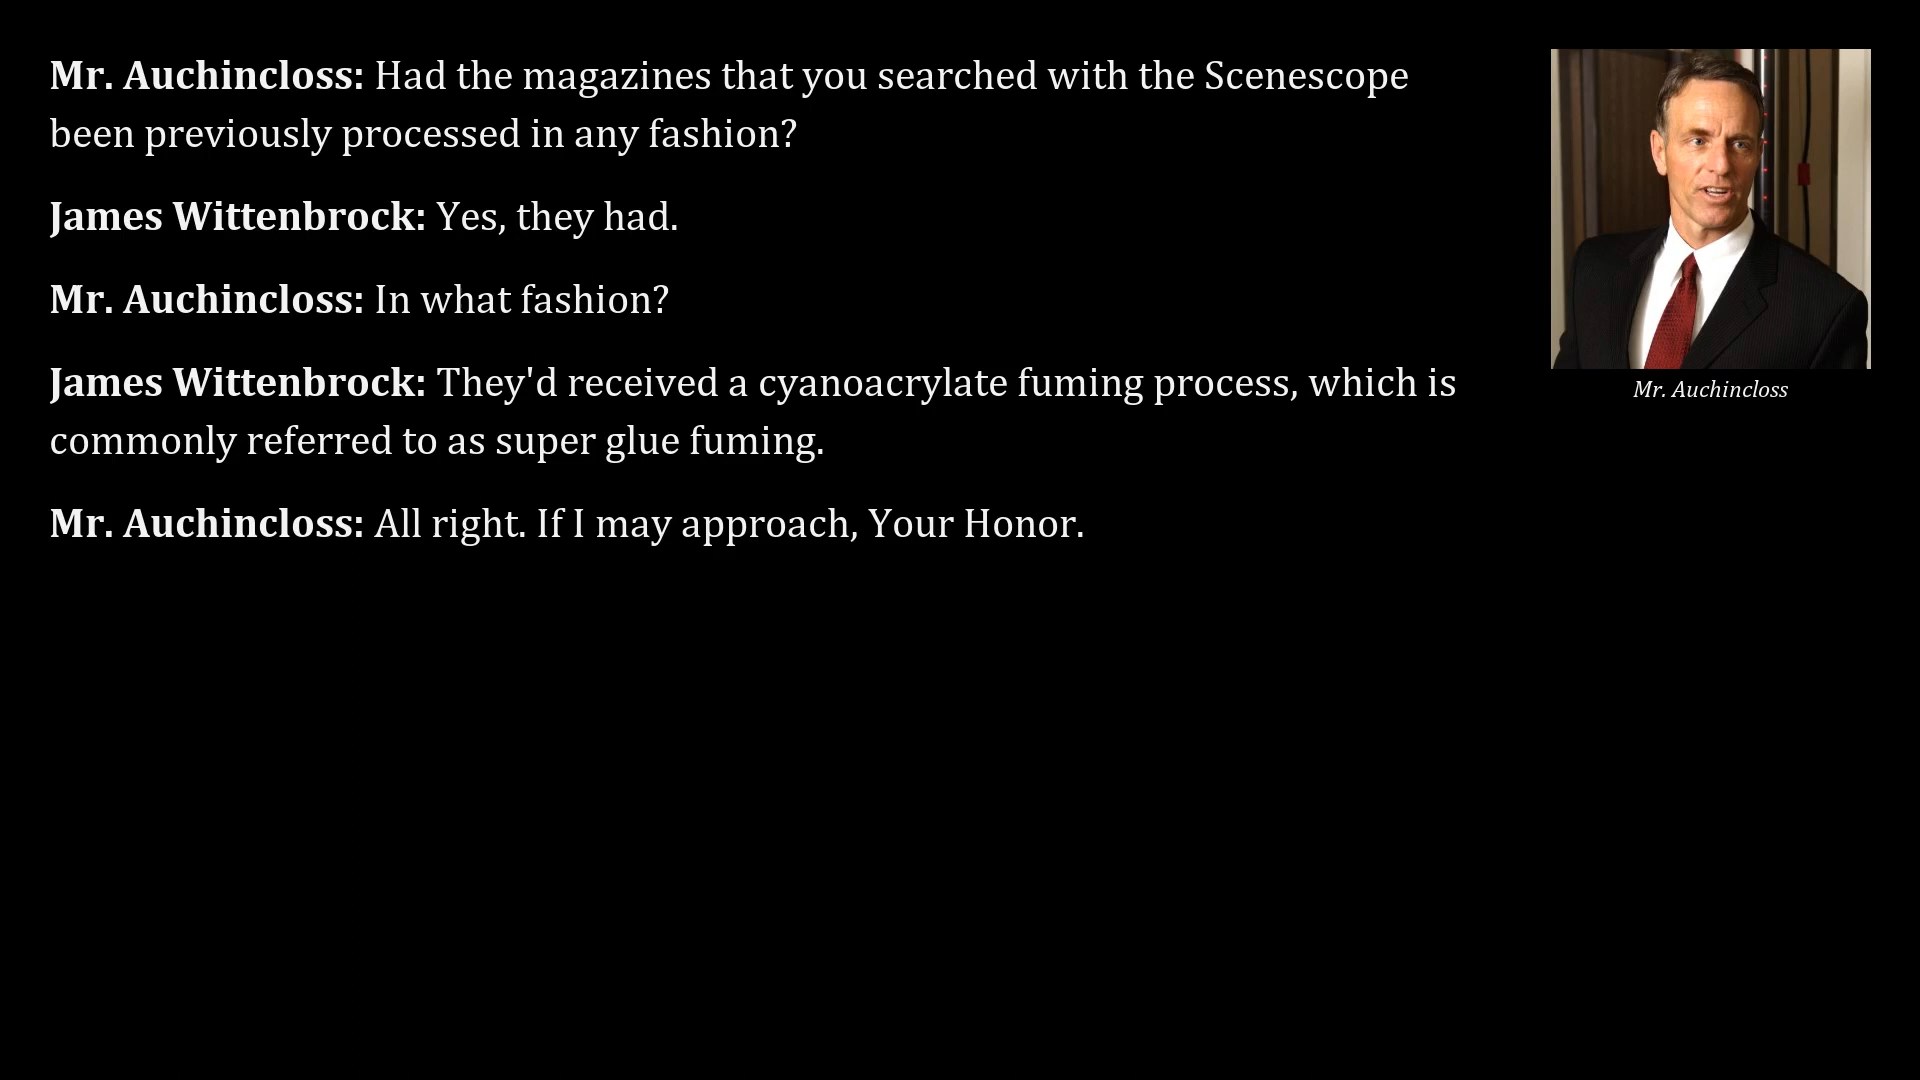 Mr. Auchincloss: Had the magazines that you searched with the Scenescope
been previously processed in any fashion?
James Wittenbrock: Yes, they had.
Mr. Auchincloss: In what fashion?
James Wittenbrock: They'd received a cyanoacrylate fuming process, which is
commonly referred to as super glue fuming.
Mr. Auchincloss: All right. If I may approach, Your Honor.
Mr. Auchincloss